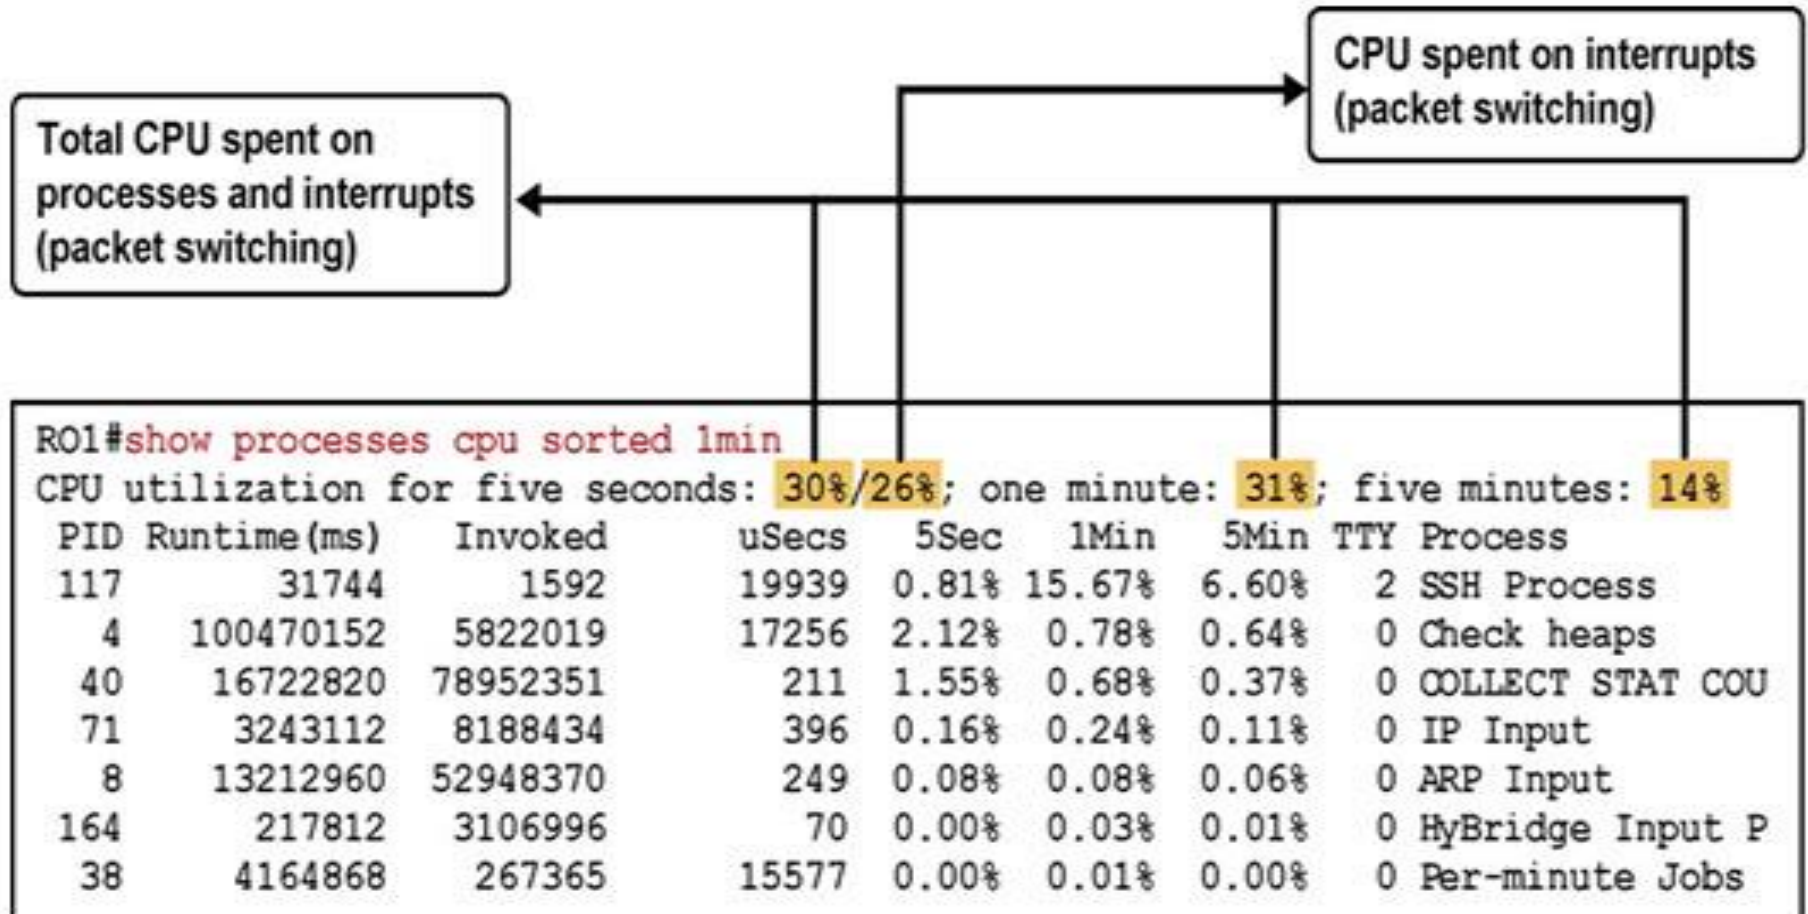 CPU spent on interrupts
(packet switching)
Total CPU spent on
processes and interrupts
(packet switching)
RO1#show processes cpu sorted 1min
CPU utilization for five seconds: 30%/26%; one minute: 31%; five minutes: 14%
PID Runtime(ms) Invoked uSecs 5Sec 1Min 5Min TTY Process
117 31744 1592 19939 0.81% 15.67% 6.60% 2 SSH Process
4 100470152 5822019 17256 2.12% 0.78% 0.64% 0 Check heaps
40 16722820 78952351 211 1.55% 0.68% 0.37% 0 COLLECT STAT COU
71 3243112 8188434 396 0.16% 0.24% 0.11% 0 IP Input
8 13212960 52948370 249 0.08% 0.08% 0.06% 0 ARP Input
164 217812 3106996 70 0.00% 0.03% 0.01% 0 HyBridge Input P
38 4164868 267365 15577 0.00% 0.01% 0.00% 0 Per-minute Jobs